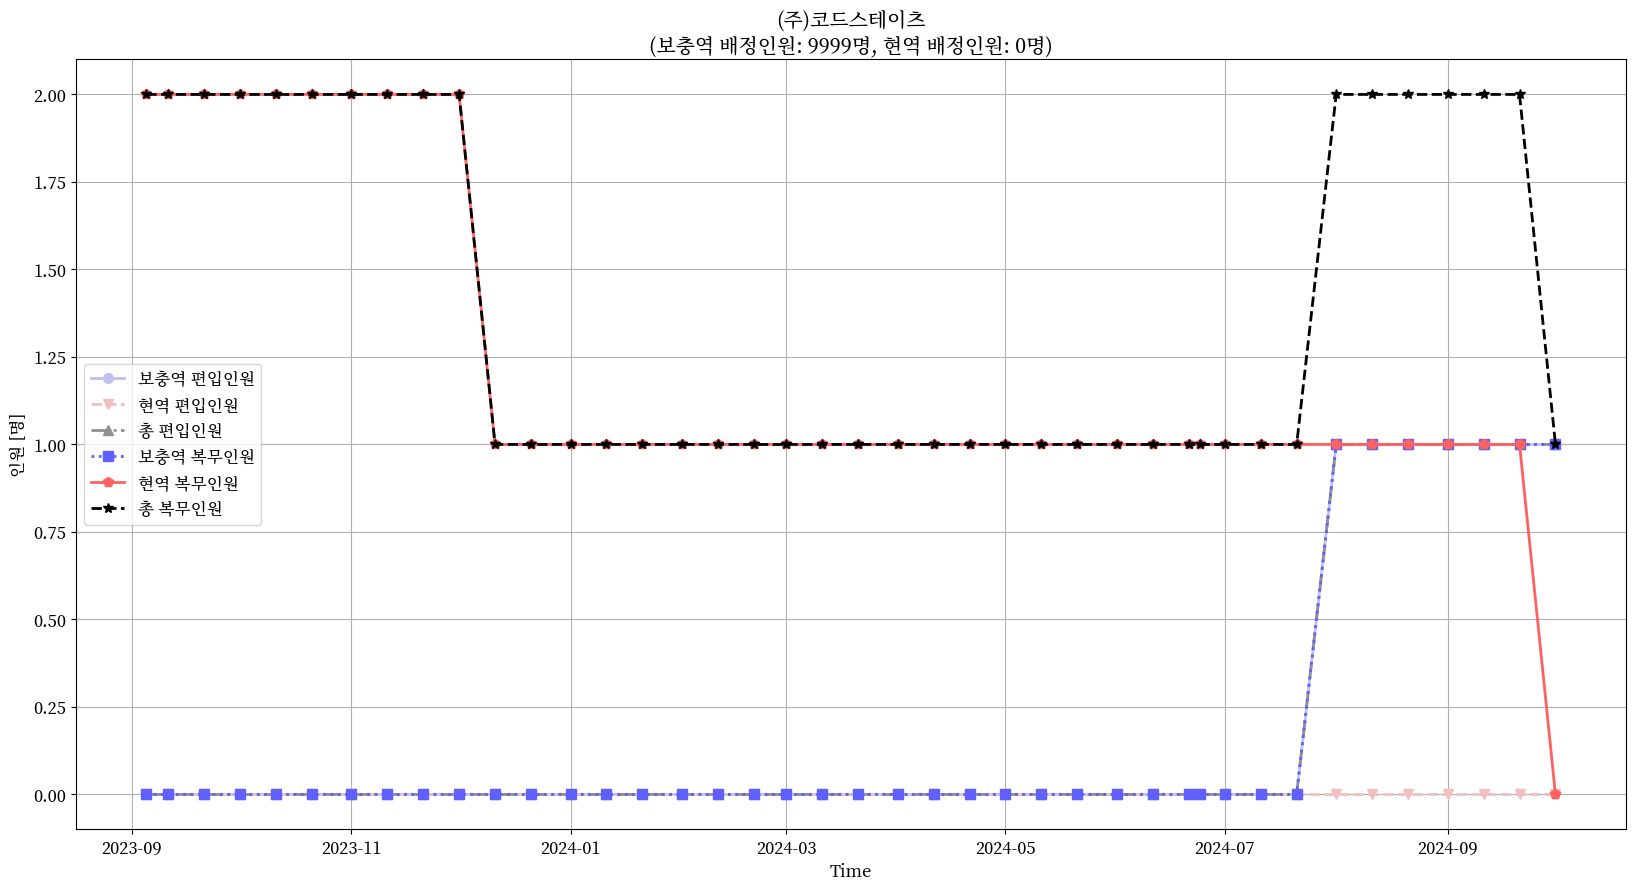 (주)코드스테이츠
(보충역 배정인원: 9999명, 현역 배정인원: 0명)
2.00
1.75
1.50
1.25
1.00
0.75
0.50
0.25
0.00
인원 [명]
보충역 편입인원
현역 편입인원
총 편입인원
보충역 복무인원
현역 복무인원
총 복무인원
2023-09
2023-11
2024-01
2024-03
2024-05
2024-07
2024-09
Time